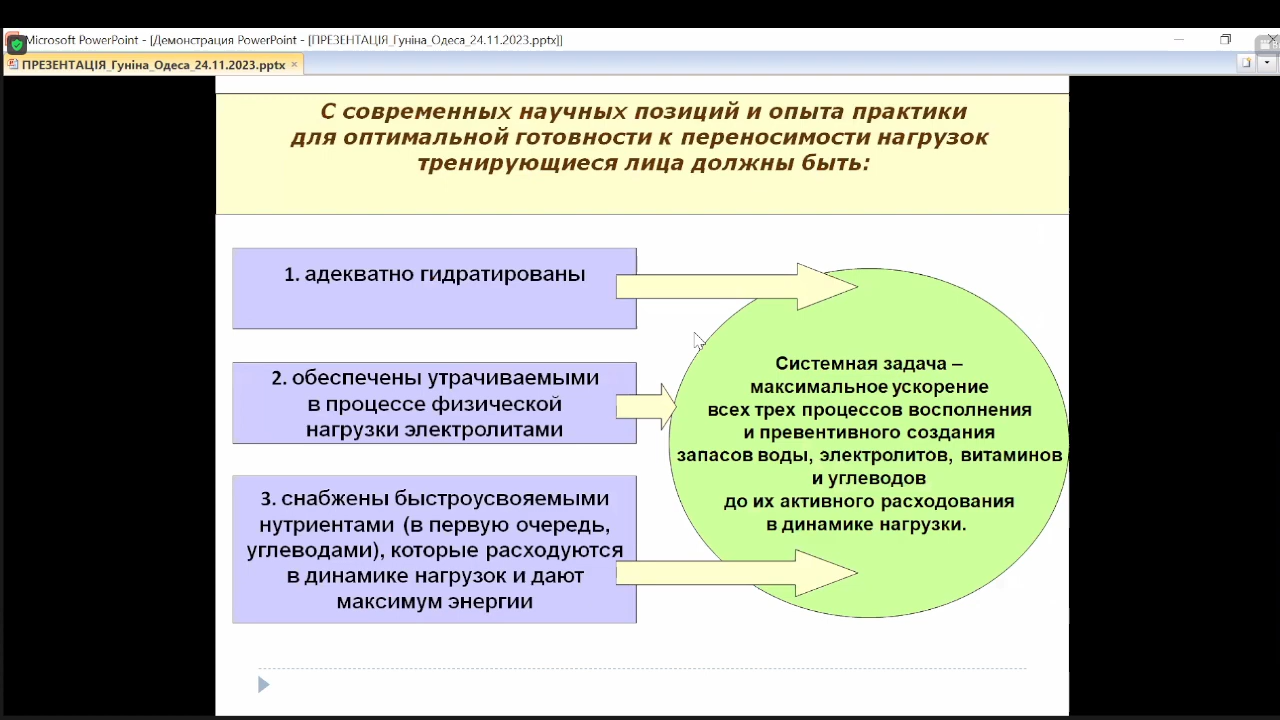 Microsoft PowerPoint - [Демонстрация PowerPoint - [ПРЕЗЕНТАЦІЯ_Гуніна_Одеса_24.11.2023.pptx]]
ПРЕЗЕНТАЦІЯ_Гуніна_Одеса_24.11.2023.pptx
С современных научных позиций и опыта практики
для оптимальной готовности к переносимости нагрузок
тренирующиеся лица должны быть:
1. адекватно гидратированы
2. обеспечены утрачиваемыми
в процессе физической
нагрузки электролитами
3. снабжены быстроусвояемыми
нутриентами (в первую очередь,
углеводами), которые расходуются
в динамике нагрузок и дают
максимум энергии
Системная задача –
максимальное ускорение
всех трех процессов восполнения
и превентивного создания
запасов воды, электролитов, витаминов
и углеводов
до их активного расходования
в динамике нагрузки.